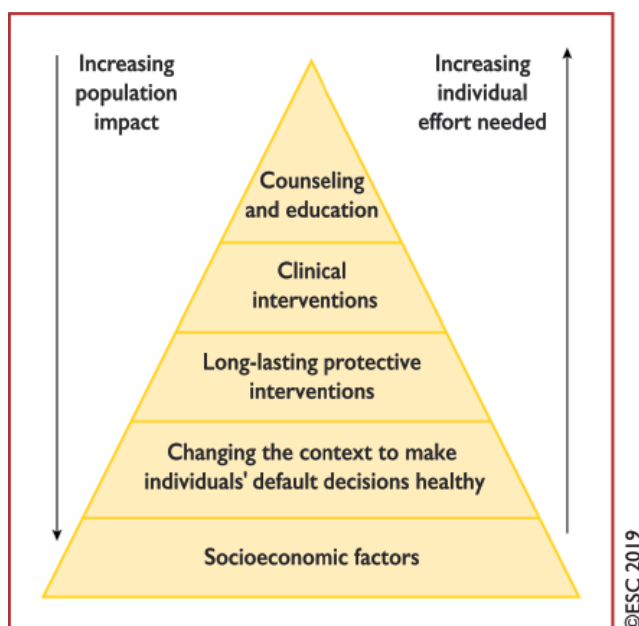 Increasing
population
impact
Increasing
individual
effort needed
Counseling
and education
Clinical
interventions
Long-lasting protective
interventions
Changing the context to make
individuals' default decisions healthy
Socioeconomic factors
©ESC 2019